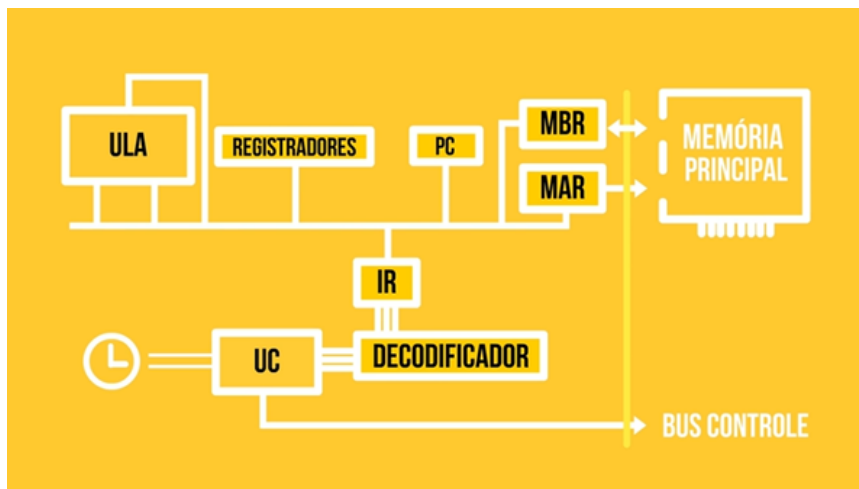 ULA
REGISTRADORES
PC
MBR
MAR
MEMÓRIA
PRINCIPAL
IR
UC
DECODIFICADOR
BUS CONTROLE